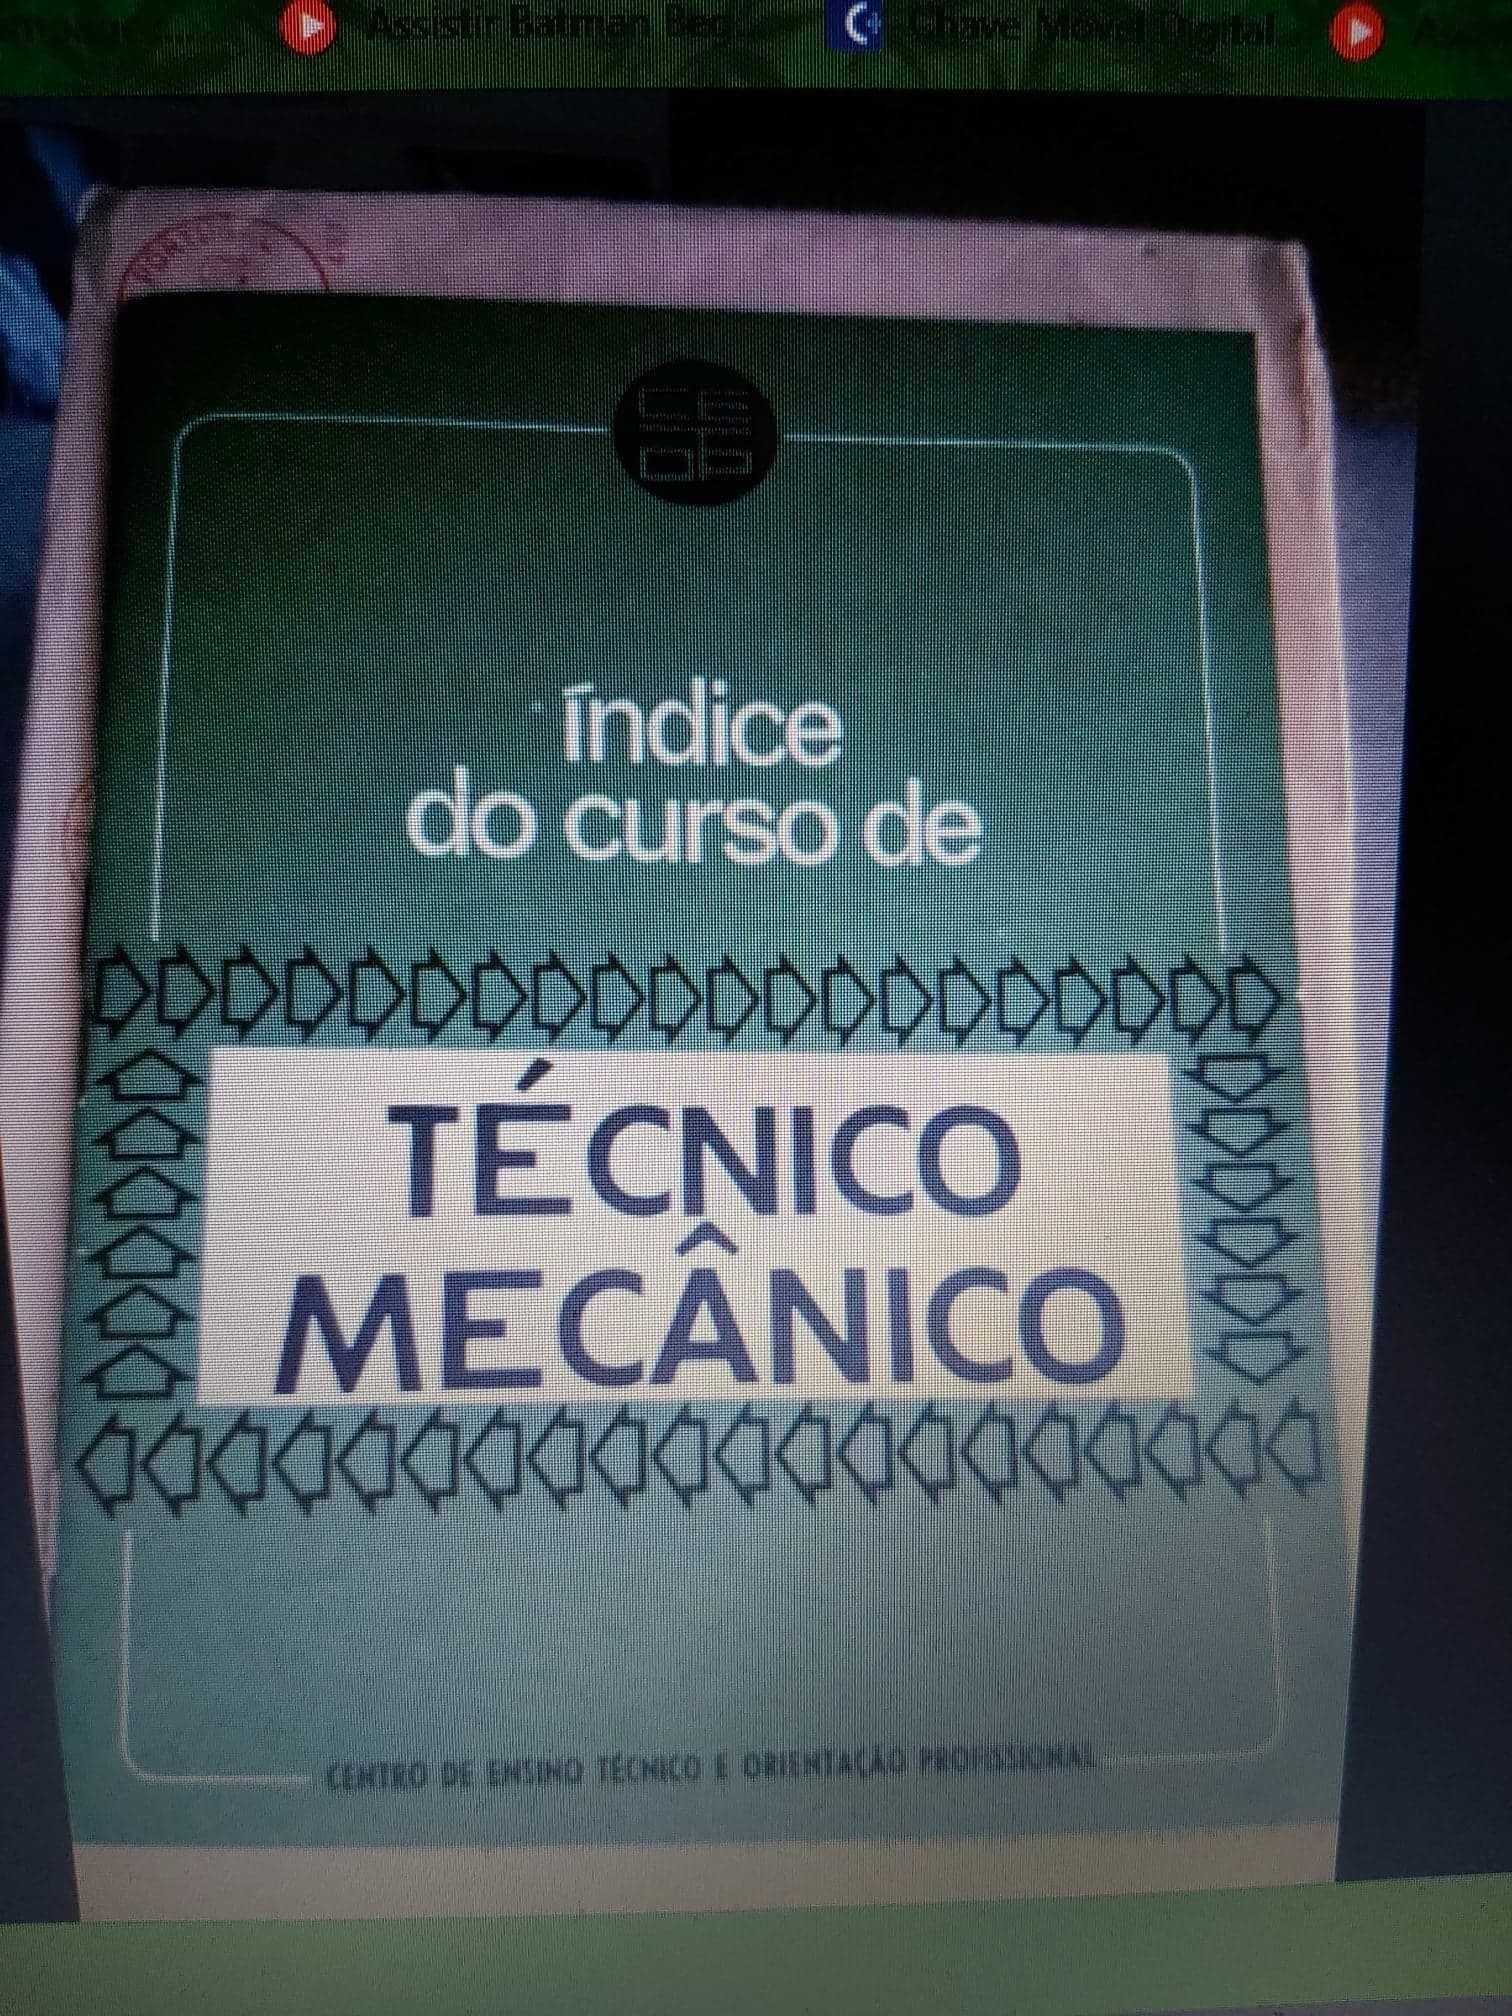 Assistir Batman Beg
Chave Móvel Digital
índice
do curso de
TÉCNICO
MECÂNICO
CENTRO DE ENSINO TÉCNICO E ORIENTAÇÃO PROFISSIONAL